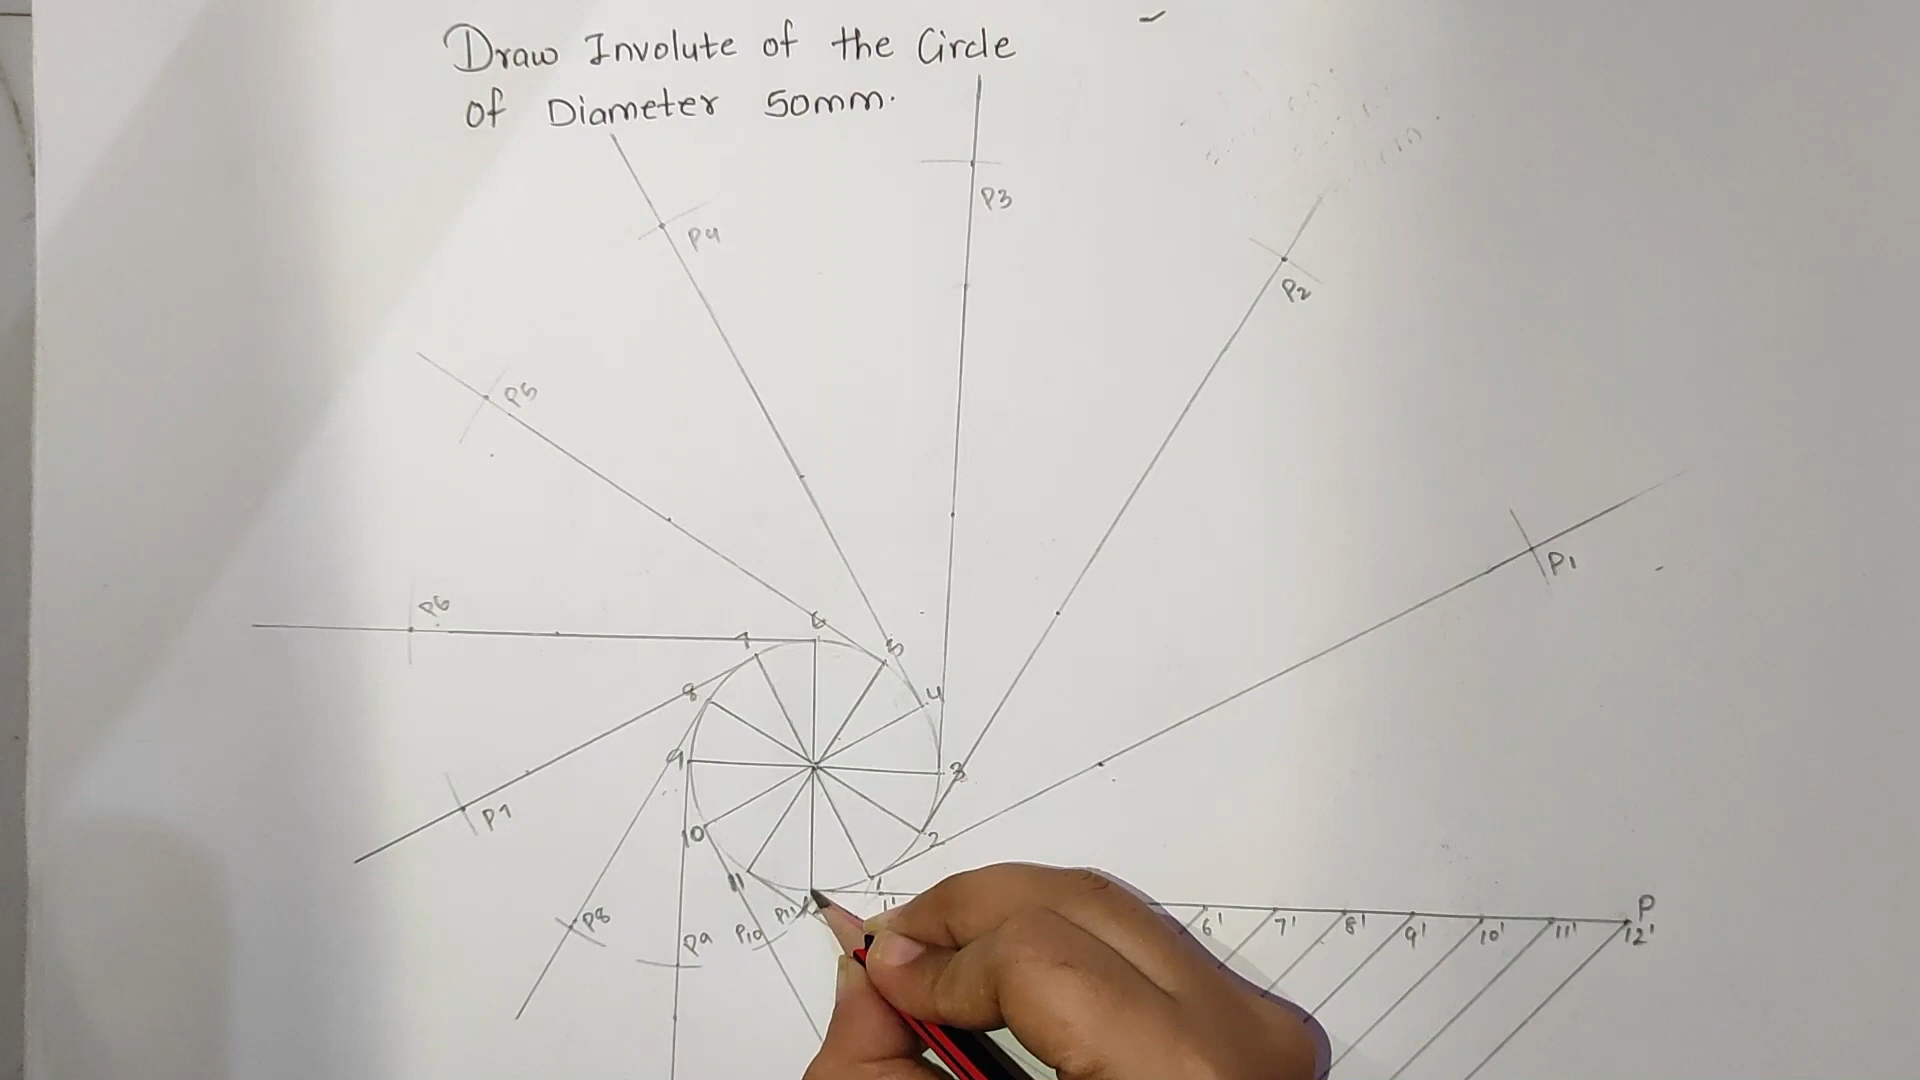 Draw Involute of the Circle
of Diameter 50mm.
P3
P4
P2
P5
P1
P6
6
7
5
8
4
9
3
10
2
11
1
1'
P7
P8
P9
P10
P11
6' 7' 8' 9' 10' 11' 12'
P